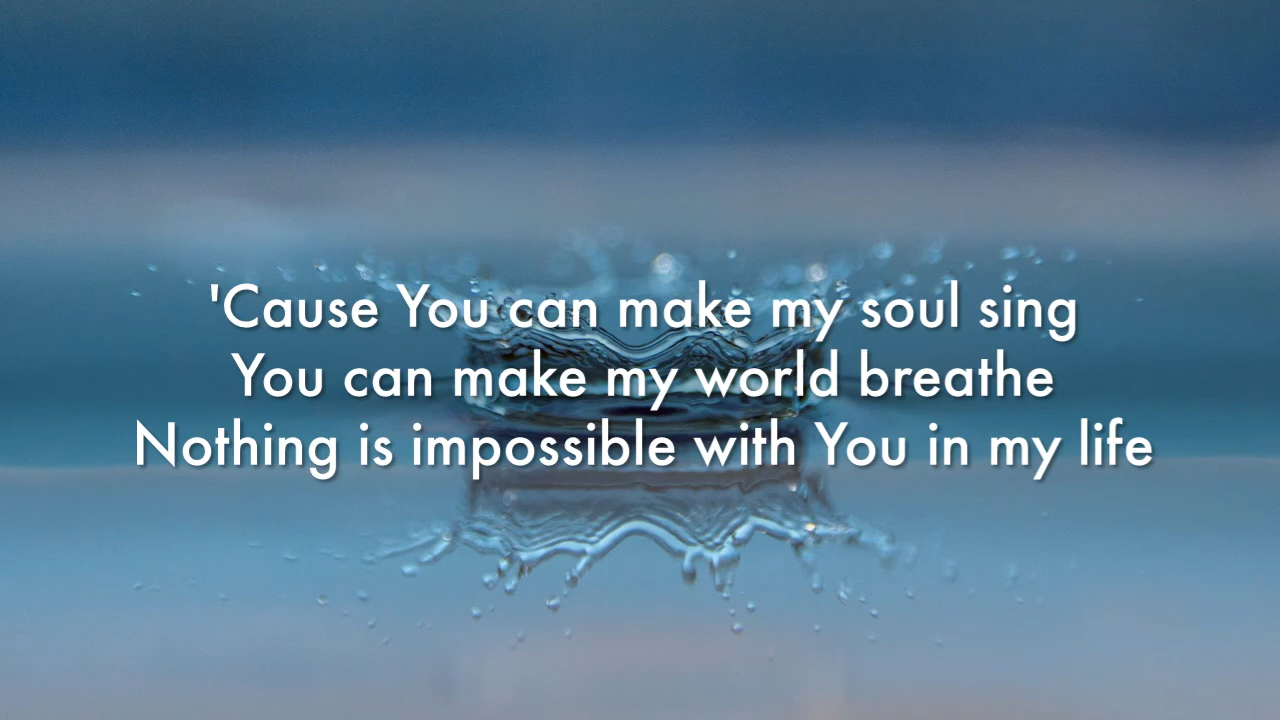 'Cause You can make my soul sing
You can make my world breathe
Nothing is impossible with You in my life